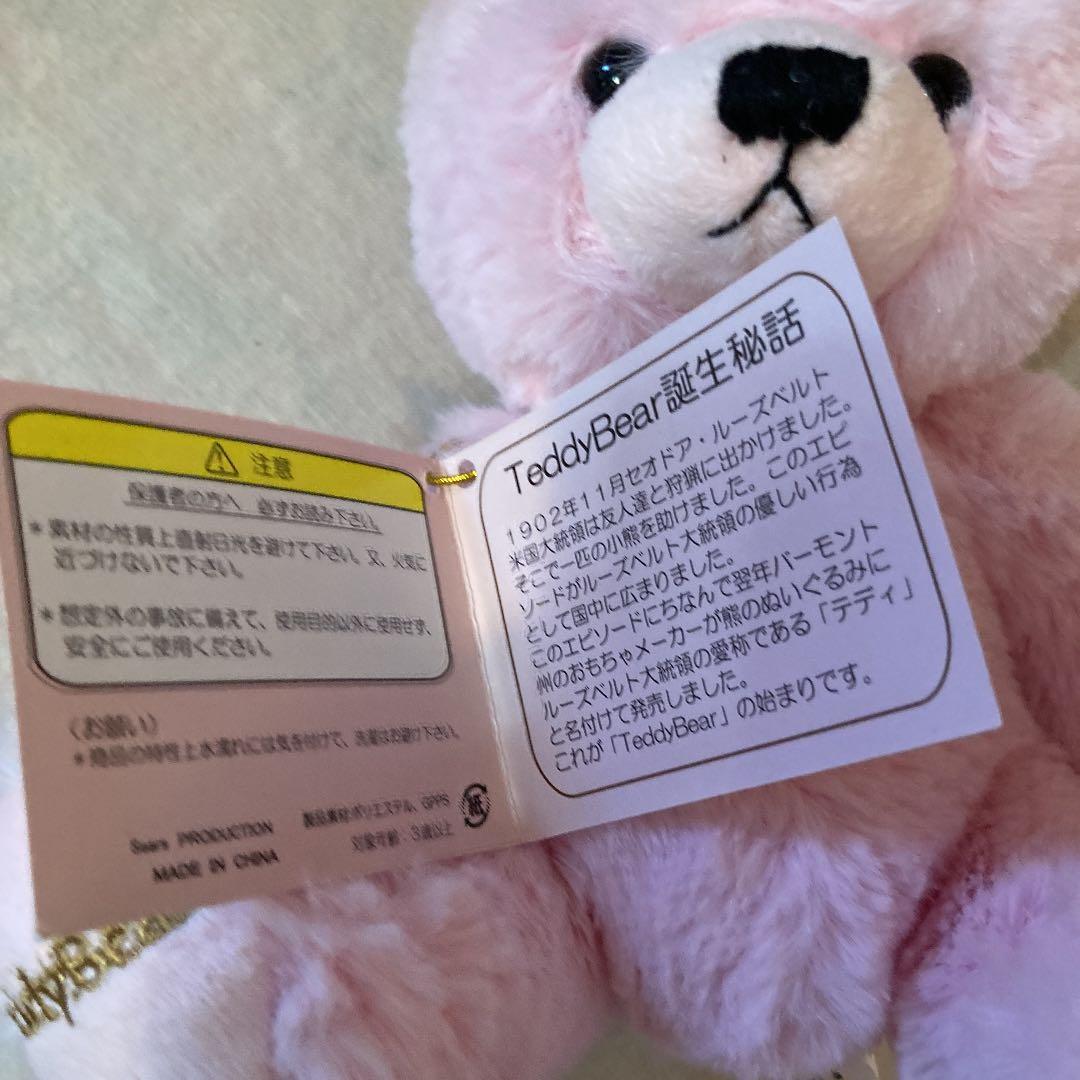 注意
保護者の方へ 必ずお読み下さい。
* 素材の性質上直射日光を避けて下さい。又、火気に
近づけないで下さい。
* 想定外の事故に備えて、使用目的以外に使用せず、
安全にご使用ください。
〈お願い〉
* 商品の特性上水濡れには気を付けて、洗濯はお避け下さい。
製品素材:ポリエステル、GPPS
対象年齢:3歳以上
紙
Sears PRODUCTION
MADE IN CHINA
TeddyBear誕生秘話
1902年11月セオドア・ルーズベルト
米国大統領は友人達と狩猟に出かけました。
そこで一匹の小熊を助けました。このエピ
ソードがルーズベルト大統領の優しい行為
として国中に広まりました。
このエピソードにちなんで翌年バーモント
州のおもちゃメーカーが熊のぬいぐるみに
ルーズベルト大統領の愛称である「テディ」
と名付けて発売しました。
これが「TeddyBear」の始まりです。